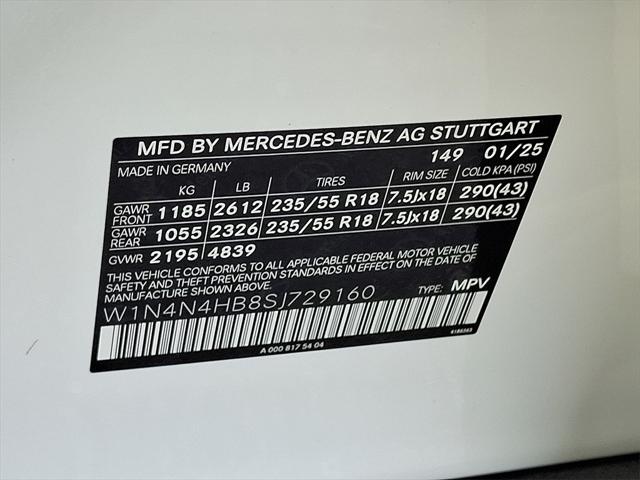 MFD BY MERCEDES-BENZ AG STUTTGART
MADE IN GERMANY 149 01/25
KG LB TIRES RIM SIZE COLD KPA (PSI)
GAWR FRONT 1185 2612 235/55 R18 7.5Jx18 290(43)
GAWR REAR 1055 2326 235/55 R18 7.5Jx18 290(43)
GVWR 2195 4839
THIS VEHICLE CONFORMS TO ALL APPLICABLE FEDERAL MOTOR VEHICLE
SAFETY AND THEFT PREVENTION STANDARDS IN EFFECT ON THE DATE OF
MANUFACTURE SHOWN ABOVE.
W1N4N4HB8SJ729160 TYPE: MPV
A 000 817 54 04